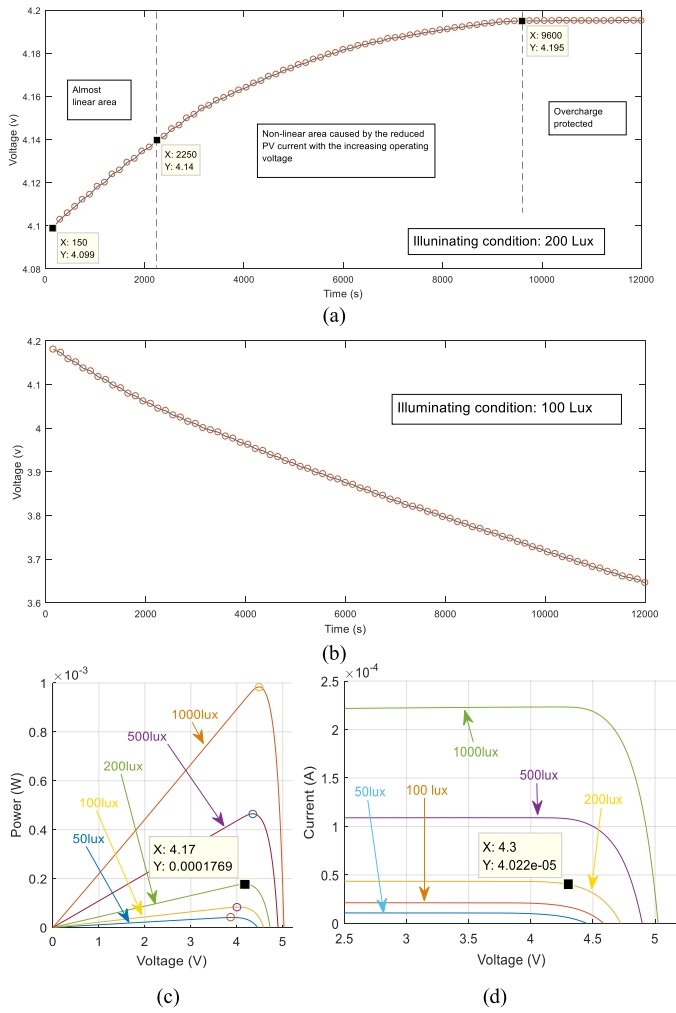 4.2
4.18
4.16
4.14
4.12
4.1
4.08
Voltage (v)
Almost
linear area
X: 150
Y: 4.099
X: 2250
Y: 4.14
Non-linear area caused by the reduced
PV current with the increasing operating
voltage
X: 9600
Y: 4.195
Overcharge
protected
Illuninating condition: 200 Lux
0 2000 4000 6000 8000 10000 12000
Time (s)
(a)
4.2
4.1
4
3.9
3.8
3.7
3.6
Voltage (v)
Illuminating condition: 100 Lux
0 2000 4000 6000 8000 10000 12000
Time (s)
(b)
×10⁻³
1
0.8
0.6
0.4
0.2
0
Power (W)
1000lux
500lux
200lux
100lux
50lux
X: 4.17
Y: 0.0001769
0 1 2 3 4 5
Voltage (V)
(c)
×10⁻⁴
2.5
2
1.5
1
0.5
0
Current (A)
1000lux
500lux
50lux
100 lux
200lux
X: 4.3
Y: 4.022e-05
2.5 3 3.5 4 4.5 5
Voltage (V)
(d)